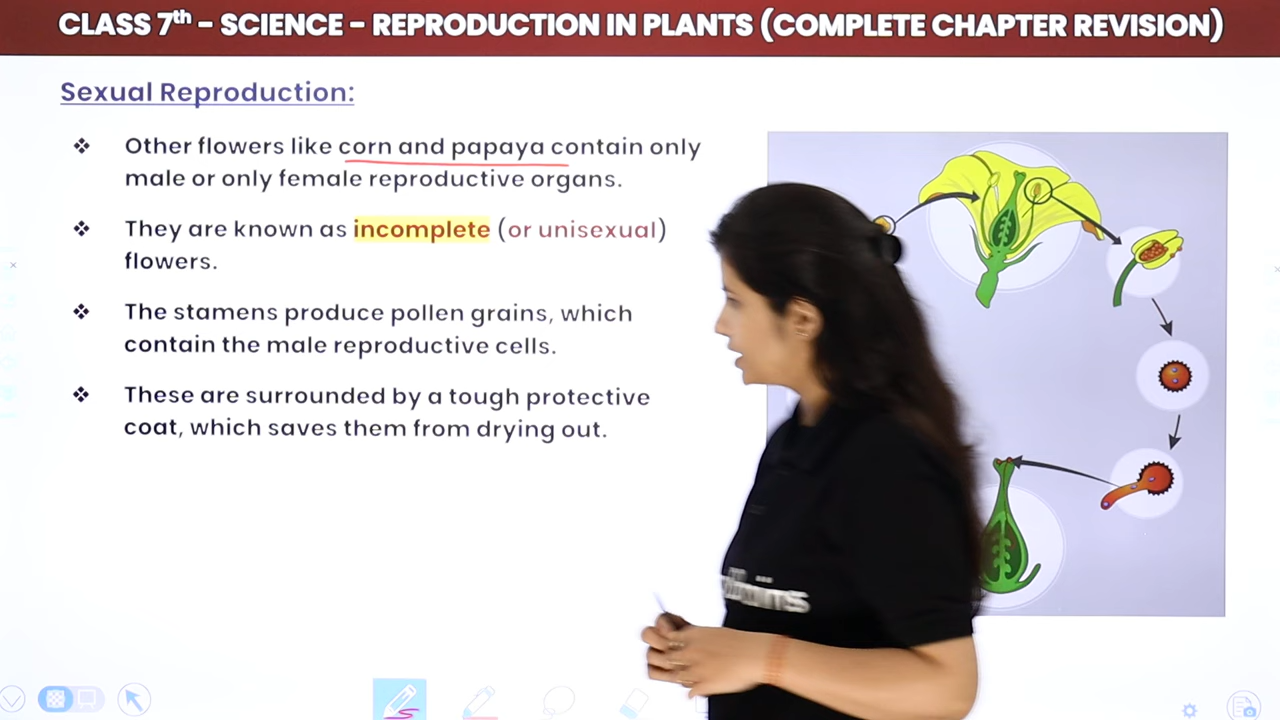 CLASS 7th – SCIENCE – REPRODUCTION IN PLANTS (COMPLETE CHAPTER REVISION)
Sexual Reproduction:
❖ Other flowers like corn and papaya contain only
male or only female reproductive organs.
❖ They are known as incomplete (or unisexual)
flowers.
❖ The stamens produce pollen grains, which
contain the male reproductive cells.
❖ These are surrounded by a tough protective
coat, which saves them from drying out.